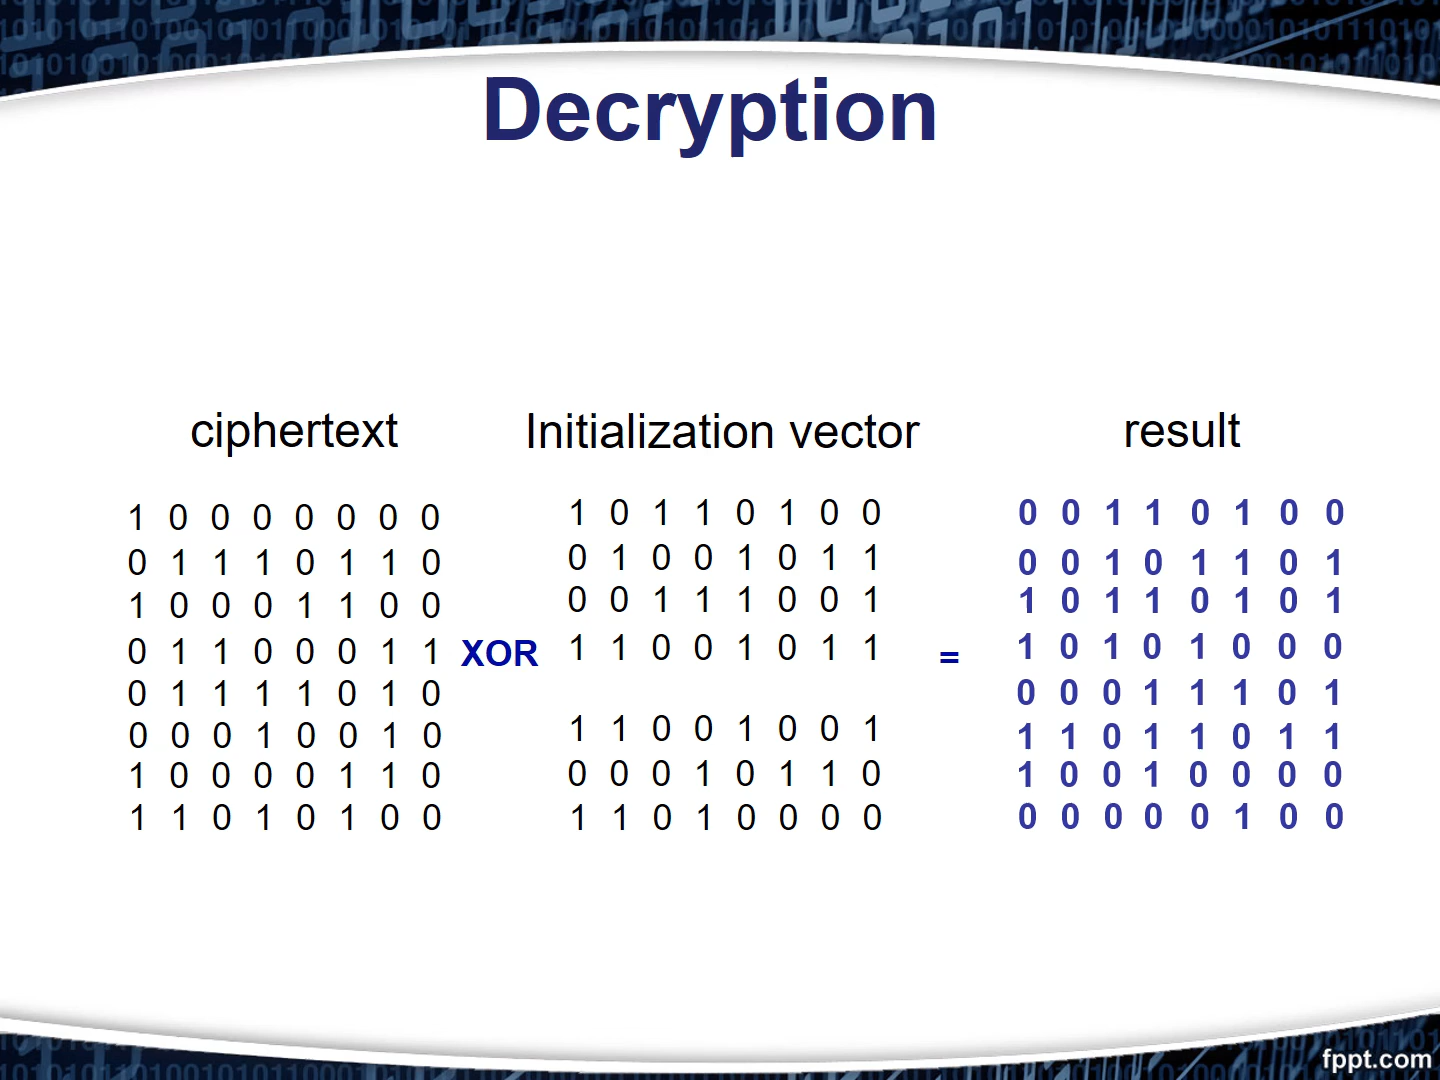 Decryption
ciphertext Initialization vector result
1 0 0 0 0 0 0 0 1 0 1 1 0 1 0 0 0 0 1 1 0 1 0 0
0 1 1 1 0 1 1 0 0 1 0 0 1 0 1 1 0 0 1 0 1 1 0 1
1 0 0 0 1 1 0 0 0 0 1 1 1 0 0 1 1 0 1 1 0 1 0 1
0 1 1 0 0 0 1 1 XOR 1 1 0 0 1 0 1 1 = 1 0 1 0 1 0 0 0
0 1 1 1 1 0 1 0 0 0 0 1 1 1 0 1
0 0 0 1 0 0 1 0 1 1 0 0 1 0 0 1 1 1 0 1 1 0 1 1
1 0 0 0 0 1 1 0 0 0 0 1 0 1 1 0 1 0 0 1 0 0 0 0
1 1 0 1 0 1 0 0 1 1 0 1 0 0 0 0 0 0 0 0 0 1 0 0
fppt.com